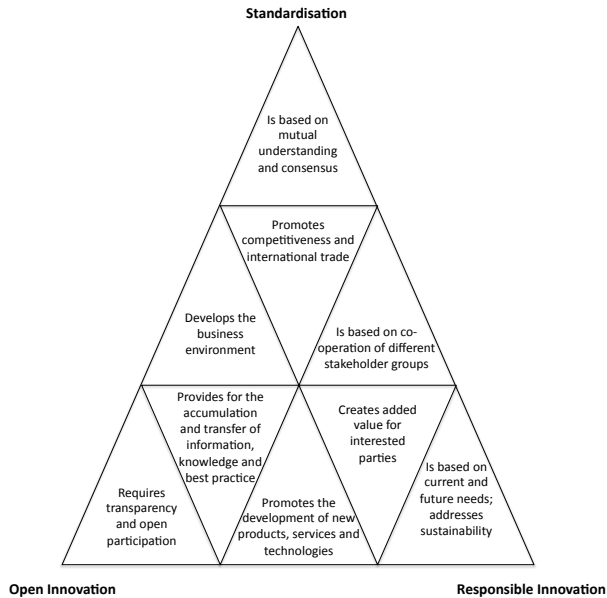 Standardisation
Is based on
mutual
understanding
and consensus
Promotes
competitiveness and
international trade
Develops the
business
environment
Is based on co-
operation of different
stakeholder groups
Provides for the
accumulation
and transfer of
information,
knowledge and
best practice
Creates added
value for
interested
parties
Requires
transparency
and open
participation
Promotes the
development of new
products, services and
technologies
Is based on
current and
future needs;
addresses
sustainability
Open Innovation
Responsible Innovation